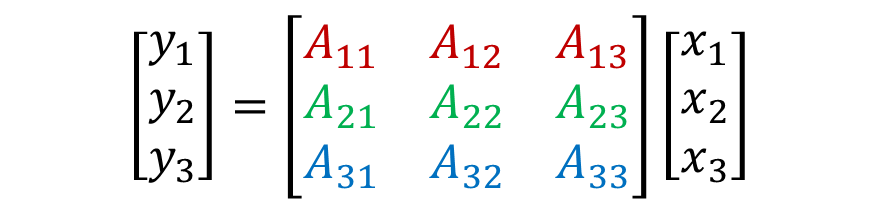 y₁ A₁₁ A₁₂ A₁₃ x₁
y₂ = A₂₁ A₂₂ A₂₃ x₂
y₃ A₃₁ A₃₂ A₃₃ x₃